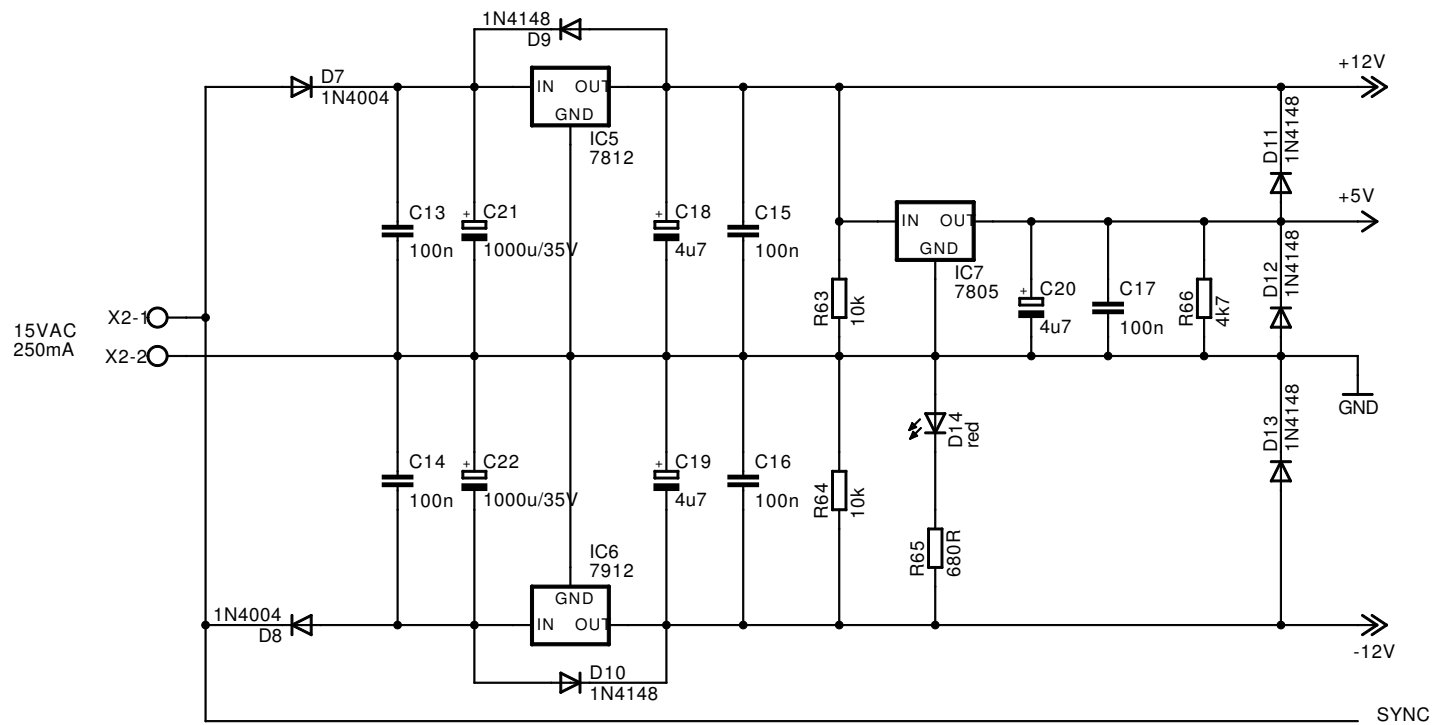 1N4148
D9
+12V
D7
1N4004
IN OUT
GND
IC5
7812
D11
1N4148
+5V
C13
100n
+
C21
1000u/35V
+
C18
4u7
C15
100n
IN OUT
GND
IC7
7805
R63
10k
+
C20
4u7
C17
100n
R66
4k7
D12
1N4148
15VAC
250mA
X2-1
X2-2
GND
D14
red
D13
1N4148
C14
100n
+
C22
1000u/35V
+
C19
4u7
C16
100n
R64
10k
R65
680R
IC6
7912
GND
IN OUT
1N4004
D8
-12V
D10
1N4148
SYNC